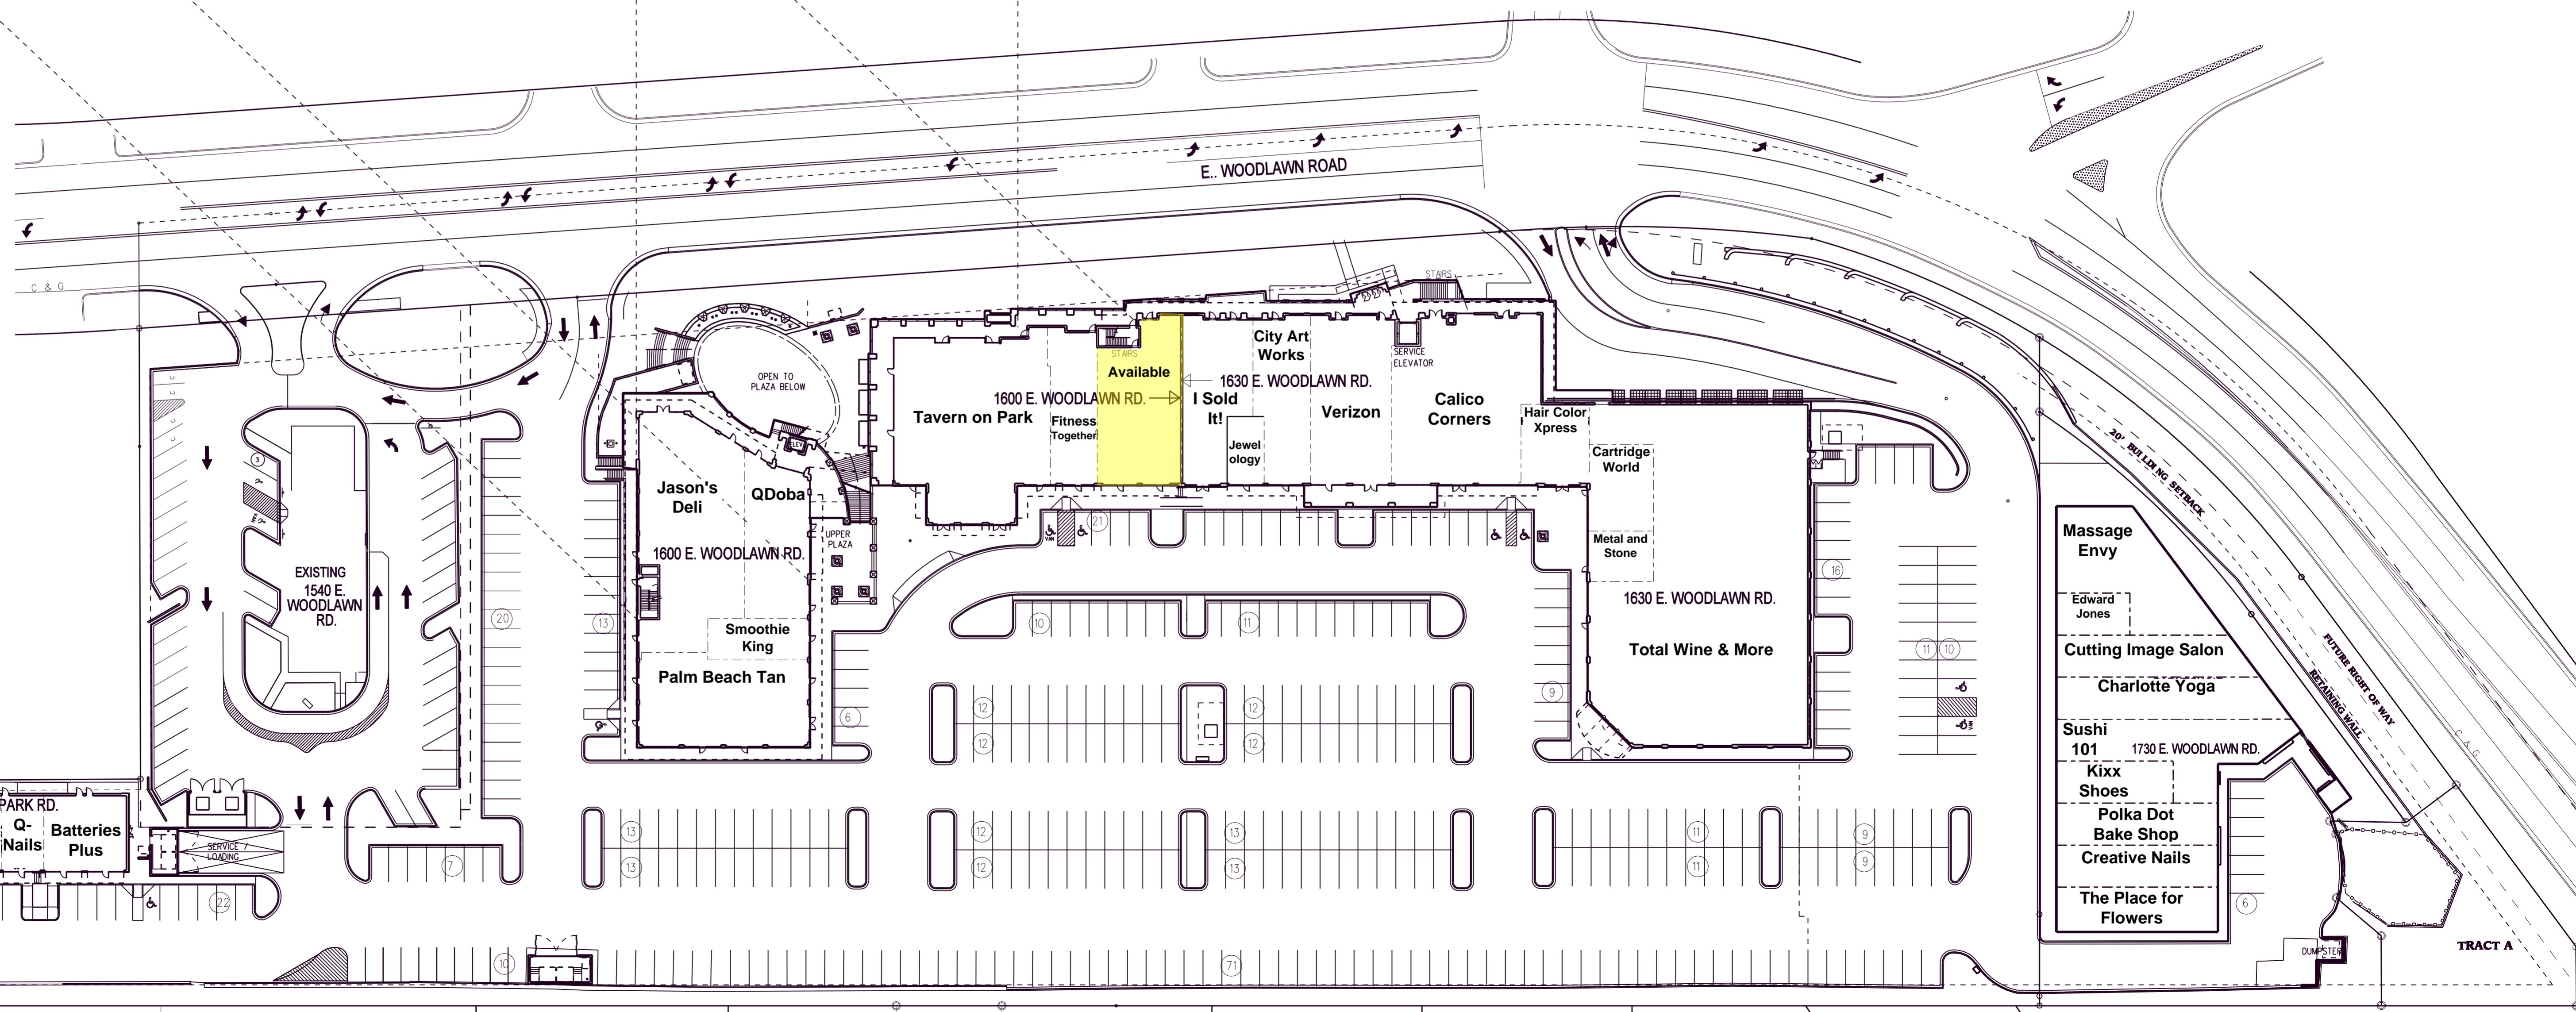 E.. WOODLAWN ROAD
C & G
STAIRS
OPEN TO
PLAZA BELOW
ELEV
STAIRS
Available
1600 E. WOODLAWN RD.
Tavern on Park
Fitness
Together
City Art
Works
1630 E. WOODLAWN RD.
I Sold
It!
Jewel
ology
Verizon
SERVICE
ELEVATOR
Calico
Corners
Hair Color
Xpress
Cartridge
World
Metal and
Stone
1630 E. WOODLAWN RD.
Total Wine & More
Jason's
Deli
QDoba
1600 E. WOODLAWN RD.
UPPER
PLAZA
Smoothie
King
Palm Beach Tan
EXISTING
1540 E.
WOODLAWN
RD.
3
VAN
20
13
6
21
VAN
10
11
12
12
12
12
9
16
11
10
VAN
13
13
12
12
13
13
11
11
9
9
7
22
10
71
6
PARK RD.
Q-
Nails
Batteries
Plus
SERVICE /
LOADING
Massage
Envy
Edward
Jones
Cutting Image Salon
Charlotte Yoga
Sushi
101
1730 E. WOODLAWN RD.
Kixx
Shoes
Polka Dot
Bake Shop
Creative Nails
The Place for
Flowers
20' BUILDING SETBACK
FUTURE RIGHT OF WAY
RETAINING WALL
C & G
DUMPSTER
TRACT A